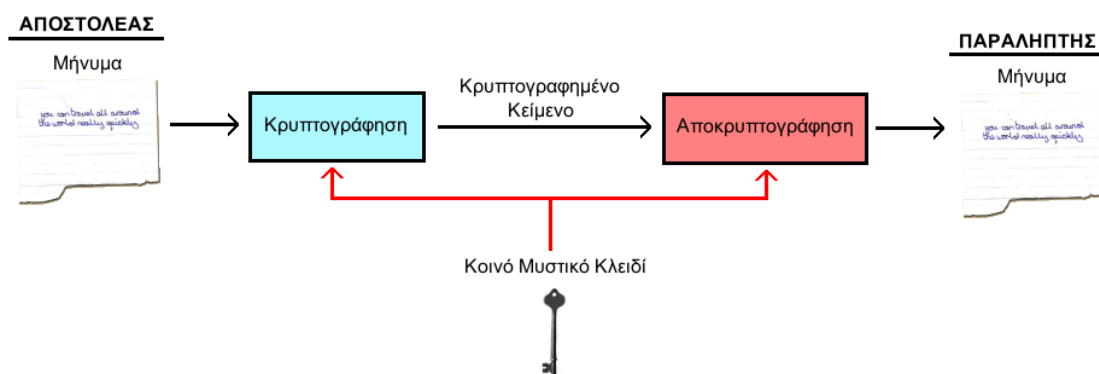 ΑΠΟΣΤΟΛΕΑΣ
Μήνυμα
you can travel all around
the world really quickly
Κρυπτογράφηση
Κρυπτογραφημένο
Κείμενο
Αποκρυπτογράφηση
ΠΑΡΑΛΗΠΤΗΣ
Μήνυμα
you can travel all around
the world really quickly
Κοινό Μυστικό Κλειδί